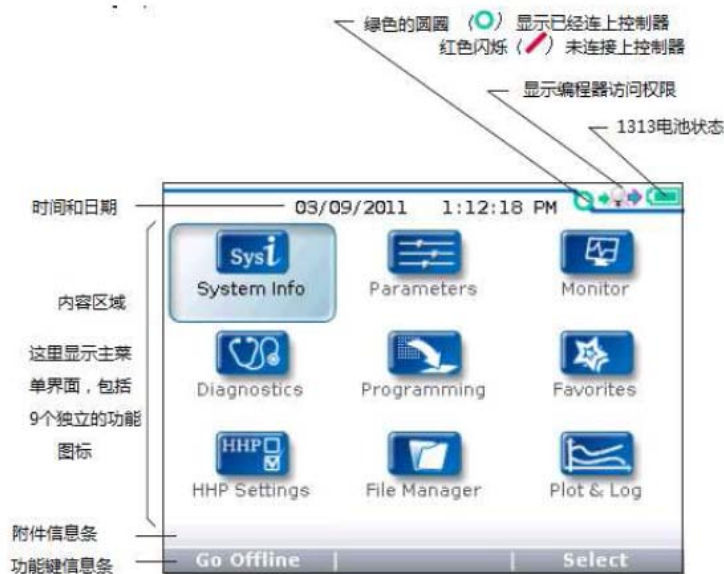 绿色的圆圈 （○） 显示已经连上控制器
红色闪烁（/） 未连接上控制器
显示编程器访问权限
1313电池状态
时间和日期
03/09/2011 1:12:18 PM
Sysi
System Info
Parameters
Monitor
内容区域
这里显示主菜
单界面，包括
9个独立的功能
图标
Diagnostics
Programming
Favorites
HHP
HHP Settings
File Manager
Plot & Log
附件信息条
功能键信息条
Go Offline
Select